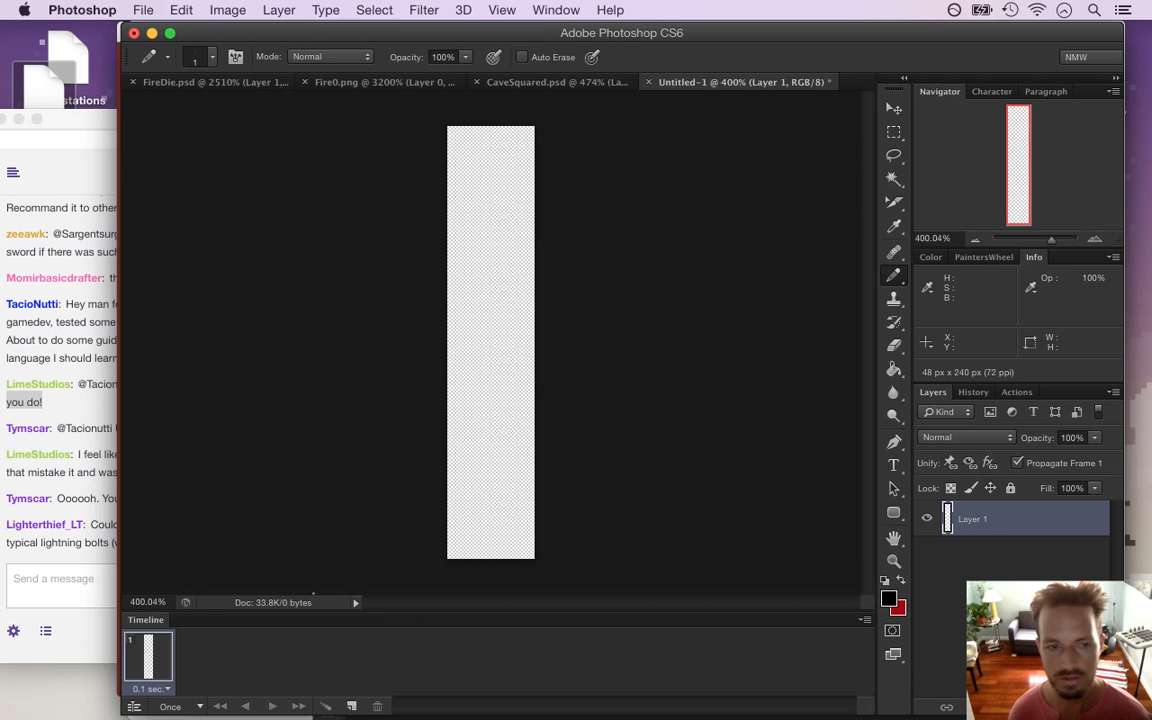 Photoshop File Edit Image Layer Type Select Filter 3D View Window Help
Adobe Photoshop CS6
1 Mode: Normal Opacity: 100% Auto Erase NMW
FireDie.psd @ 2510% (Layer 1,... Fire0.png @ 3200% (Layer 0, ... CaveSquared.psd @ 474% (La... Untitled-1 @ 400% (Layer 1, RGB/8) *
stations
Recommand it to other
zeeawk: @Sargentsurg
sword if there was such
Momirbasicdrafter: th
TacioNutti: Hey man fe
gamedev, tested some
About to do some guid
language I should learn
LimeStudios: @Tacion
you do!
Tymscar: @Tacionutti U
LimeStudios: I feel like
that mistake it and was
Tymscar: Oooooh. You
Lighterthief_LT: Could
typical lightning bolts (w
Send a message
400.04% Doc: 33.8K/0 bytes
Timeline
1
0.1 sec.
Once
Navigator Character Paragraph
400.04%
Color PaintersWheel Info
H: Op: 100%
S:
B:
X: W:
Y: H:
48 px x 240 px (72 ppi)
Layers History Actions
Kind
Normal Opacity: 100%
Unify: Propagate Frame 1
Lock: Fill: 100%
Layer 1